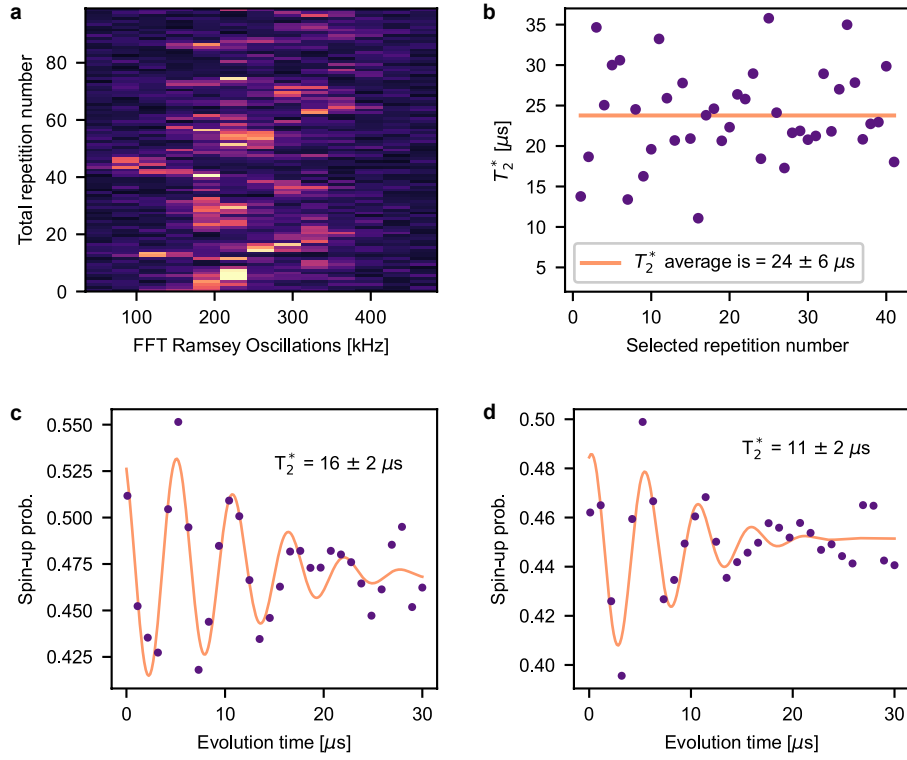 a
Total repetition number
80
60
40
20
0
100
200
300
kHz
FFT Ramsey Oscillations [kHz]
b
T₂* [μs]
35
30
25
20
15
10
5
T₂* average is = 24 ± 6 μs
0
10
20
30
40
Selected repetition number
c
Spin-up prob.
0.550
0.525
0.500
0.475
0.450
0.425
T₂* = 16 ± 2 μs
0
10
20
30
Evolution time [μs]
d
Spin-up prob.
0.50
0.48
0.46
0.44
0.42
0.40
T₂* = 11 ± 2 μs
0
10
20
30
Evolution time [μs]